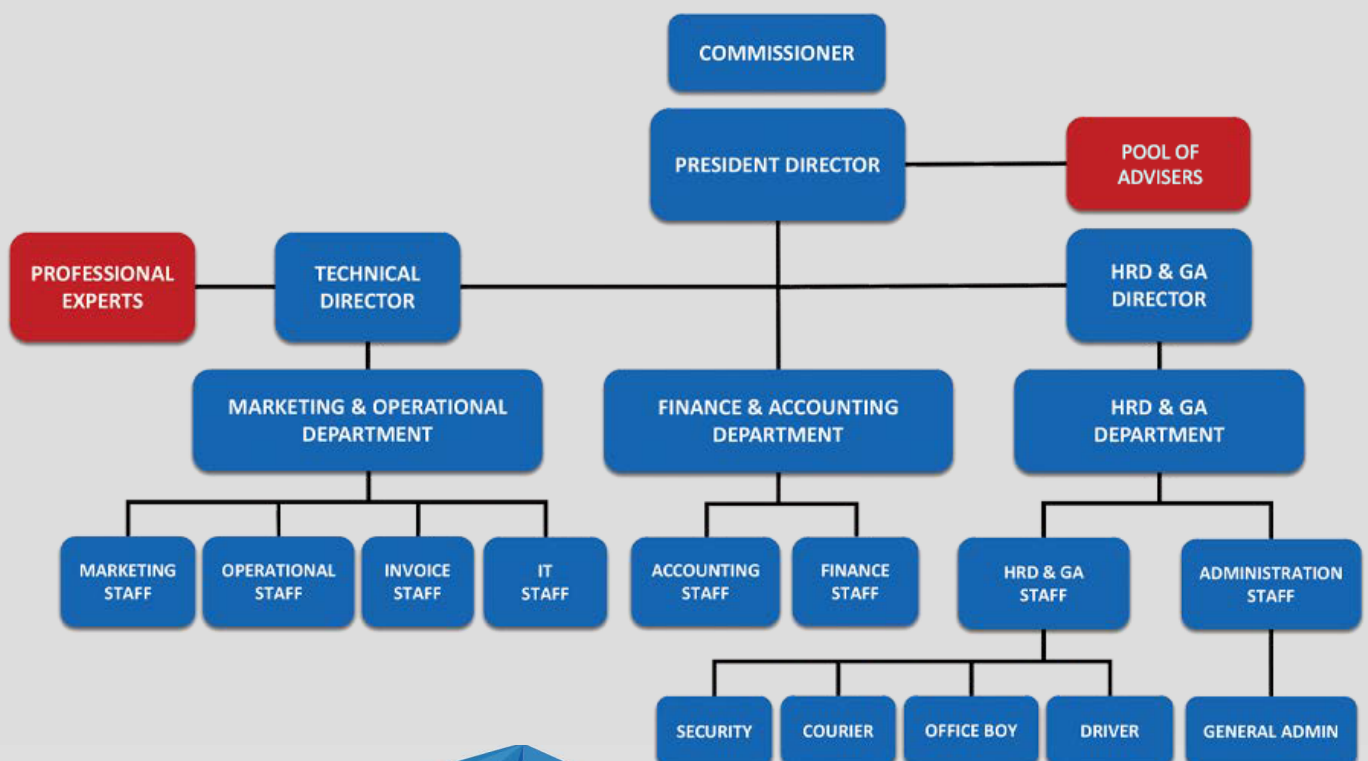 COMMISSIONER
PRESIDENT DIRECTOR
POOL OF
ADVISERS
PROFESSIONAL
EXPERTS
TECHNICAL
DIRECTOR
HRD & GA
DIRECTOR
MARKETING & OPERATIONAL
DEPARTMENT
FINANCE & ACCOUNTING
DEPARTMENT
HRD & GA
DEPARTMENT
MARKETING
STAFF
OPERATIONAL
STAFF
INVOICE
STAFF
IT
STAFF
ACCOUNTING
STAFF
FINANCE
STAFF
HRD & GA
STAFF
ADMINISTRATION
STAFF
SECURITY
COURIER
OFFICE BOY
DRIVER
GENERAL ADMIN